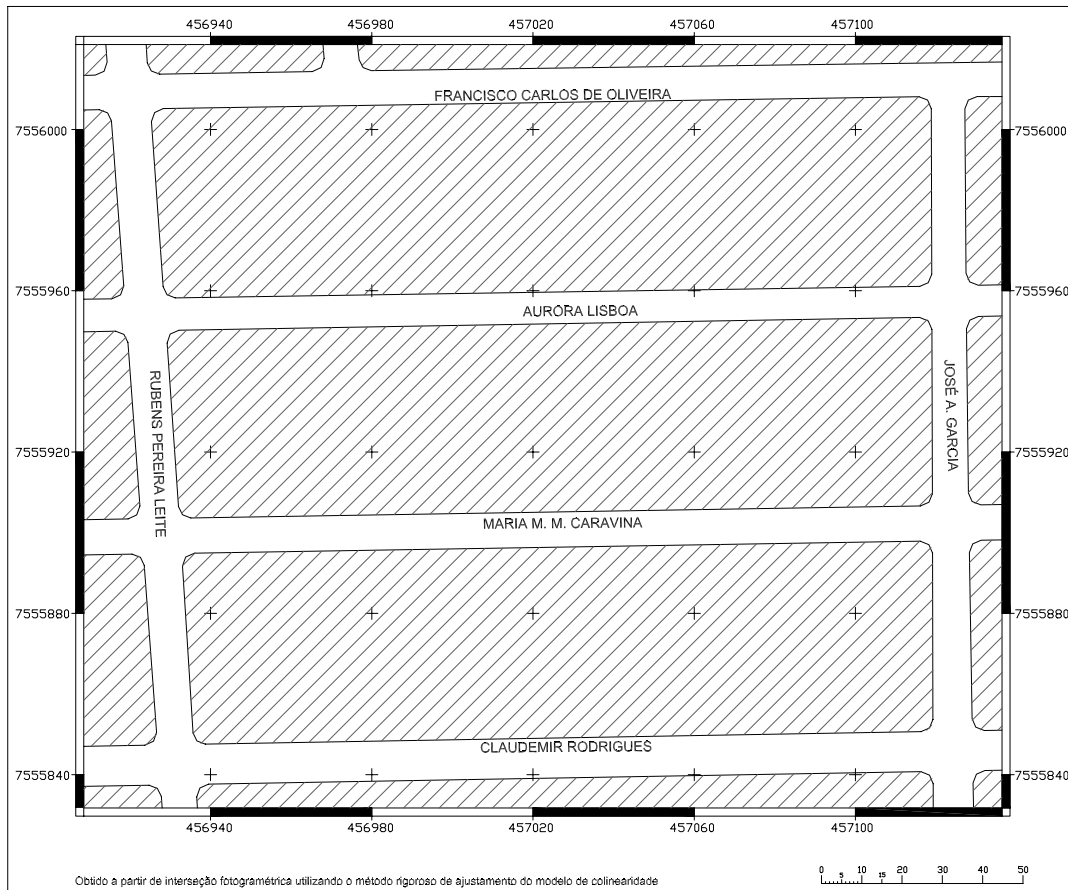 456940 456980 457020 457060 457100
FRANCISCO CARLOS DE OLIVEIRA
7556000 7556000
7555960 7555960
AURORA LISBOA
RUBENS PEREIRA LEITE
JOSÉ A. GARCIA
7555920 7555920
MARIA M. M. CARAVINA
7555880 7555880
CLAUDEMIR RODRIGUES
7555840 7555840
456940 456980 457020 457060 457100
Obtido a partir de interseção fotogramétrica utilizando o método rigoroso de ajustamento do modelo de colinearidade
0 5 10 15 20 30 40 50